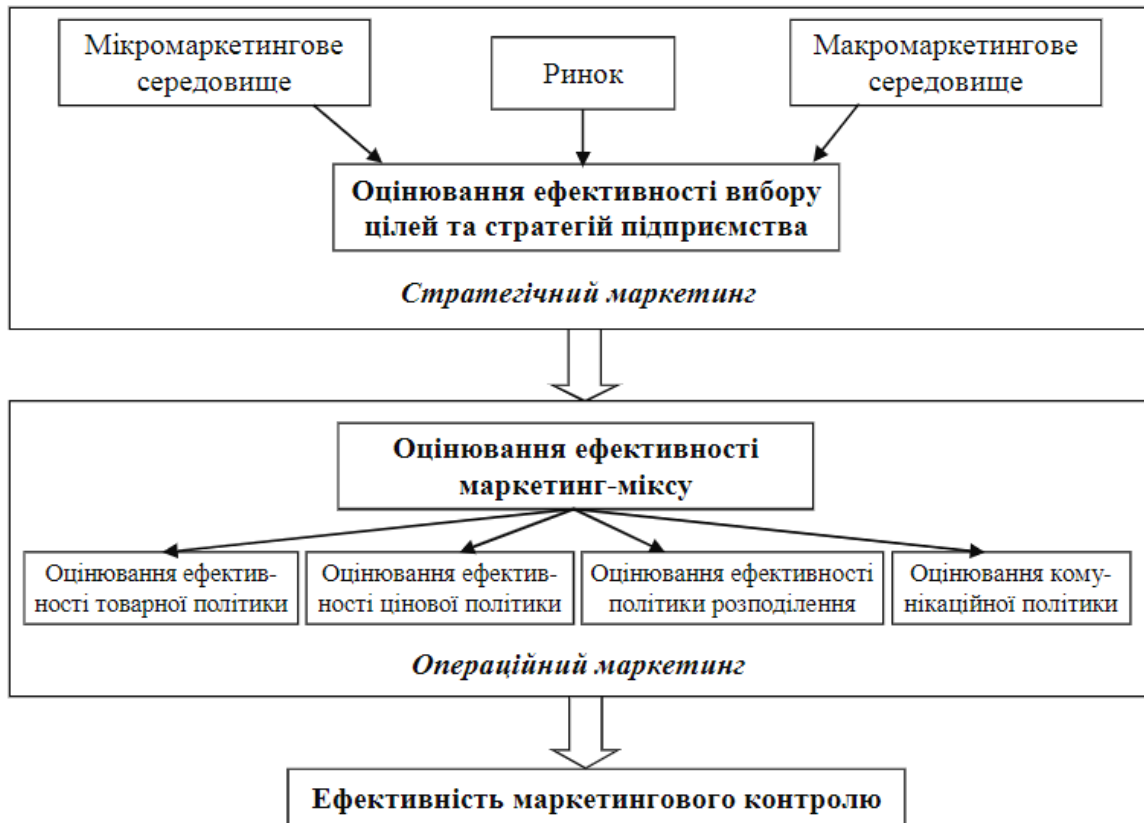 Мікромаркетингове
середовище
Ринок
Макромаркетингове
середовище
Оцінювання ефективності вибору
цілей та стратегій підприємства
Стратегічний маркетинг
Оцінювання ефективності
маркетинг-міксу
Оцінювання ефектив-
ності товарної політики
Оцінювання ефектив-
ності цінової політики
Оцінювання ефективності
політики розподілення
Оцінювання кому-
нікаційної політики
Операційний маркетинг
Ефективність маркетингового контролю